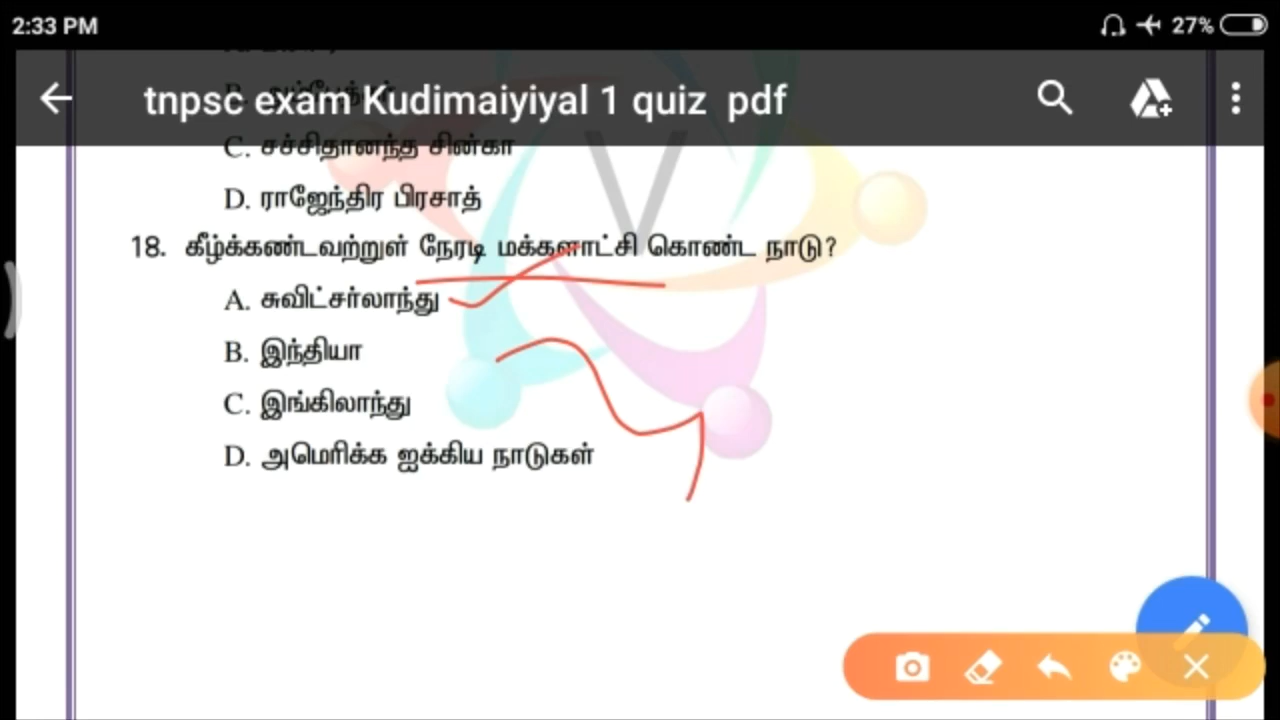 2:33 PM
27%
tnpsc exam Kudimaiyiyal 1 quiz pdf
C. சச்சிதானந்த சின்கா
D. ராஜேந்திர பிரசாத்
18. கீழ்க்கண்டவற்றுள் நேரடி மக்களாட்சி கொண்ட நாடு?
A. சுவிட்சர்லாந்து
B. இந்தியா
C. இங்கிலாந்து
D. அமெரிக்க ஐக்கிய நாடுகள்